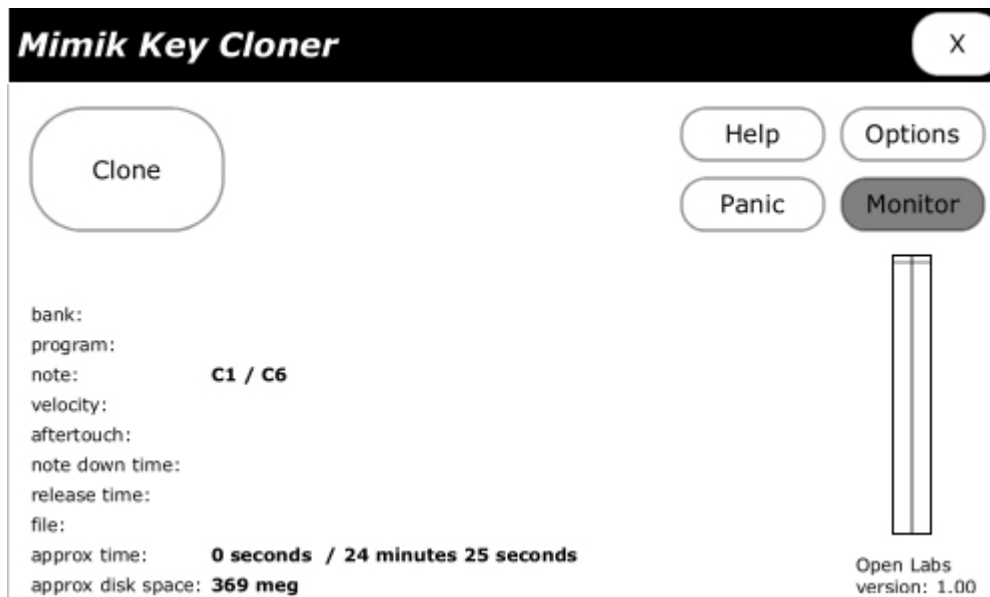 Mimik Key Cloner X
Clone
Help Options
Panic Monitor
bank:
program:
note: C1 / C6
velocity:
aftertouch:
note down time:
release time:
file:
approx time: 0 seconds / 24 minutes 25 seconds
approx disk space: 369 meg
Open Labs
version: 1.00